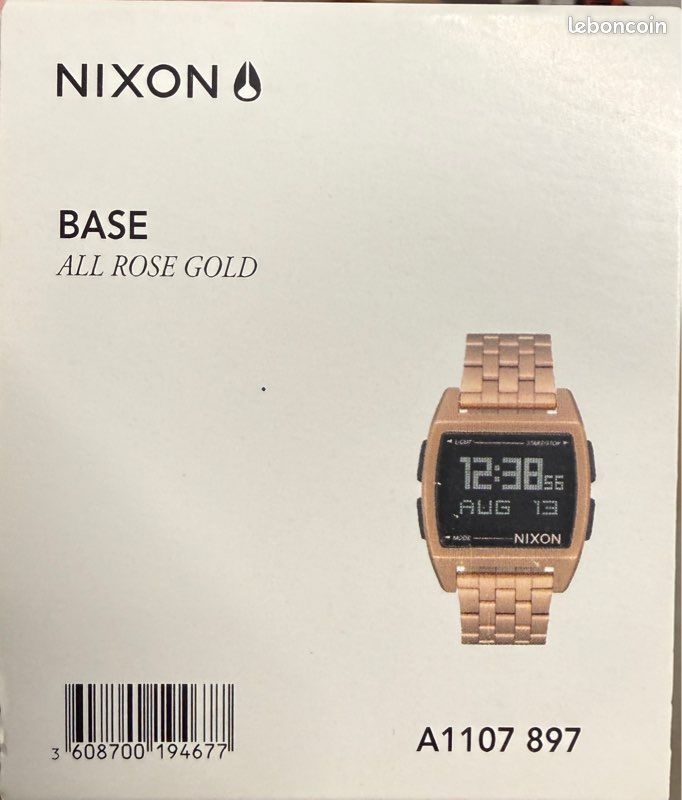 leboncoin
NIXON
BASE
ALL ROSE GOLD
LIGHT START/STOP
12:38 56
AUG 13
MODE NIXON
3 608700 194677
A1107 897